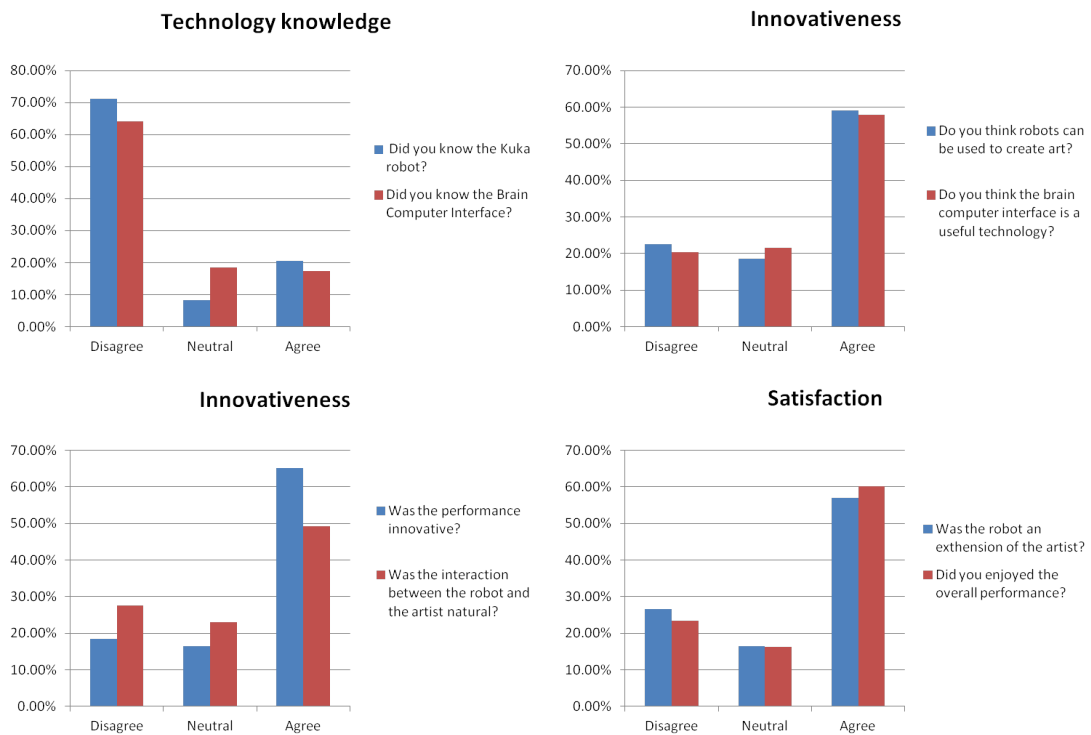 Technology knowledge
80.00%
70.00%
60.00%
50.00%
40.00%
30.00%
20.00%
10.00%
0.00%
Disagree
Neutral
Agree
Did you know the Kuka
robot?
Did you know the Brain
Computer Interface?
Innovativeness
70.00%
60.00%
50.00%
40.00%
30.00%
20.00%
10.00%
0.00%
Disagree
Neutral
Agree
Do you think robots can
be used to create art?
Do you think the brain
computer interface is a
useful technology?
Innovativeness
70.00%
60.00%
50.00%
40.00%
30.00%
20.00%
10.00%
0.00%
Disagree
Neutral
Agree
Was the performance
innovative?
Was the interaction
between the robot and
the artist natural?
Satisfaction
70.00%
60.00%
50.00%
40.00%
30.00%
20.00%
10.00%
0.00%
Disagree
Neutral
Agree
Was the robot an
exthension of the artist?
Did you enjoyed the
overall performance?